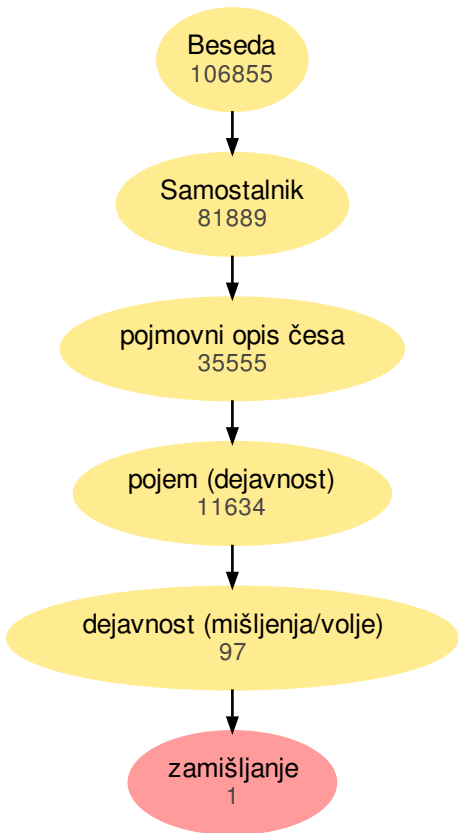 Beseda
106855
Samostalnik
81889
pojmovni opis česa
35555
pojem (dejavnost)
11634
dejavnost (mišljenja/volje)
97
zamišljanje
1